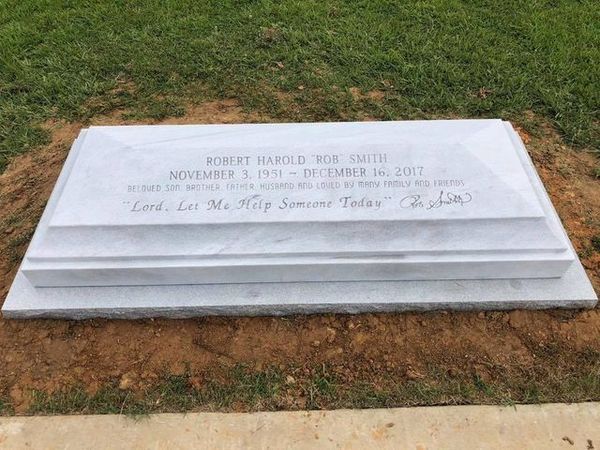 ROBERT HAROLD "ROB" SMITH
NOVEMBER 3, 1951 ~ DECEMBER 16, 2017
BELOVED SON, BROTHER, FATHER, HUSBAND AND LOVED BY MANY FAMILY AND FRIENDS
"Lord, Let Me Help Someone Today" Rob Smith